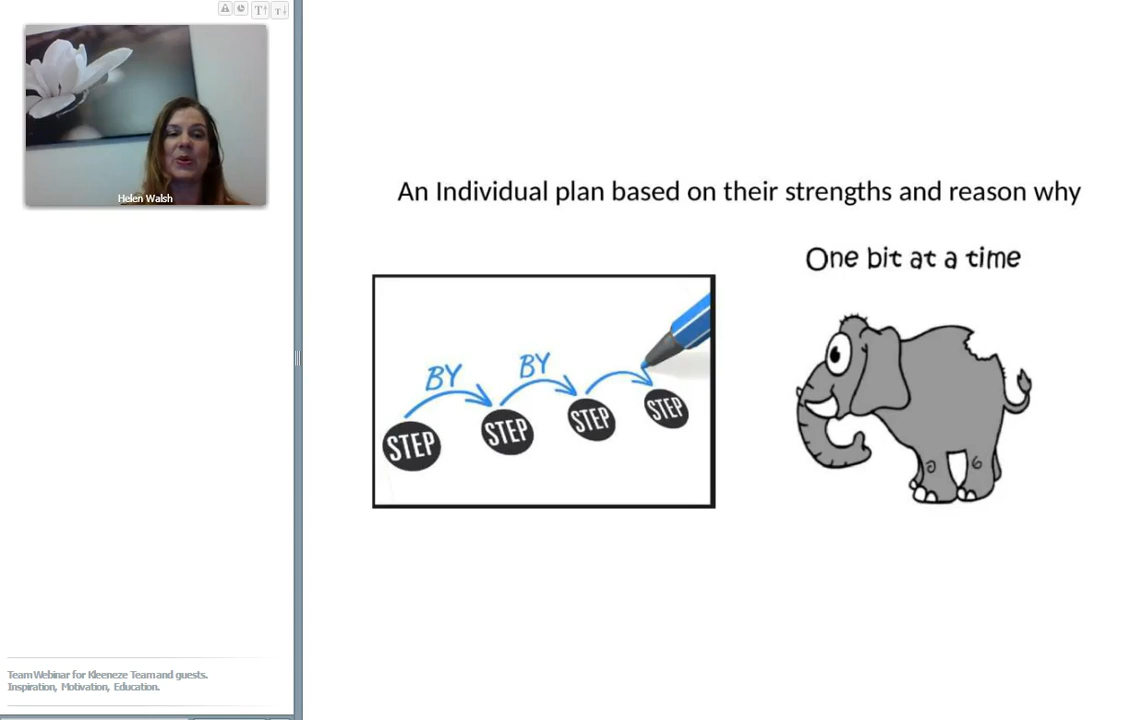 T↑ T↓
Helen Walsh
An Individual plan based on their strengths and reason why
One bit at a time
BY BY
STEP STEP STEP STEP
Team Webinar for Kleeneze Team and guests.
Inspiration, Motivation, Education.